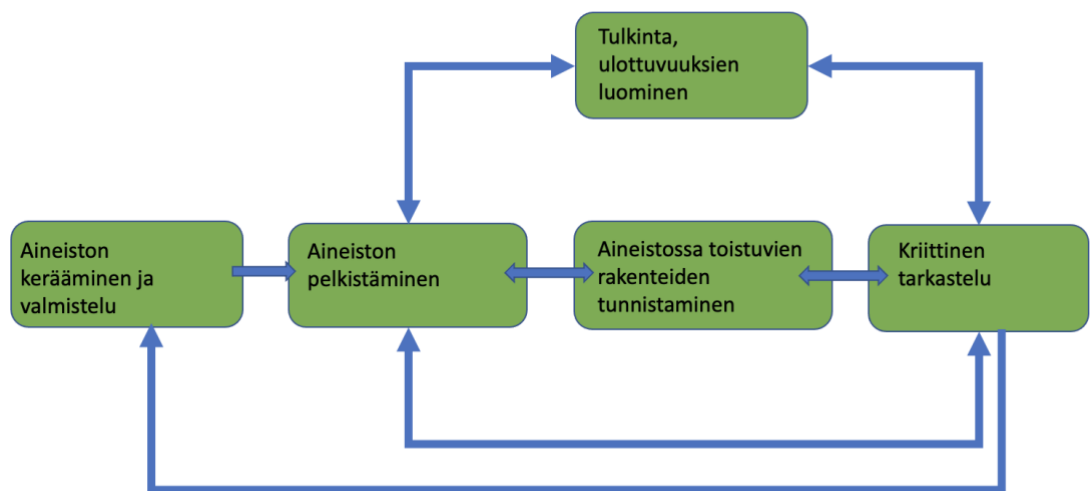 Tulkinta,
ulottuvuuksien
luominen
Aineiston
kerääminen ja
valmistelu
Aineiston
pelkistäminen
Aineistossa toistuvien
rakenteiden
tunnistaminen
Kriittinen
tarkastelu